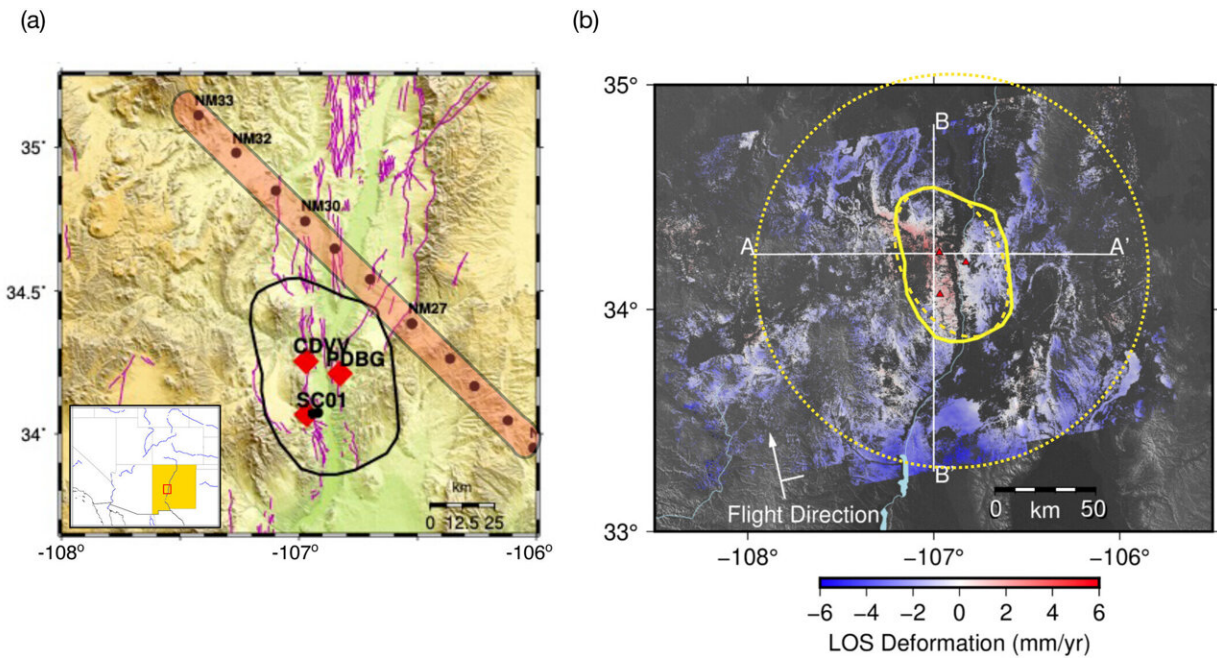 (a)
(b)
NM33
NM32
NM30
NM27
CDVV
PDBG
SC01
35°
34.5°
34°
km
0 12.5 25
-108°
-107°
-106°
35°
34°
33°
B
A
A'
B'
Flight Direction
0 km 50
-108°
-107°
-106°
-6 -4 -2 0 2 4 6
LOS Deformation (mm/yr)